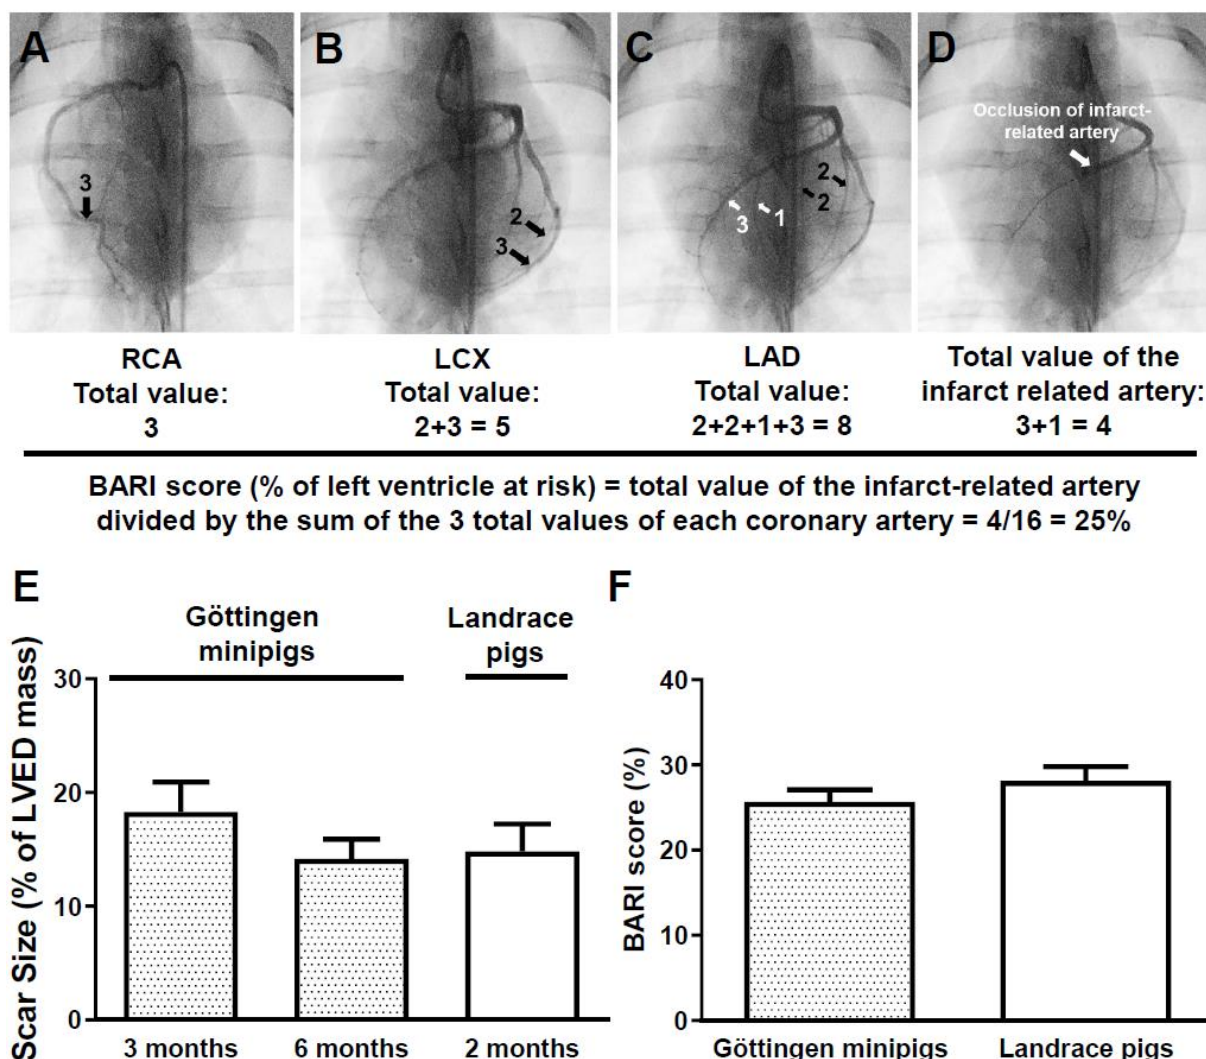 A
B
C
D
3
2
3
2
2
3
1
Occlusion of infarct-
related artery
RCA
Total value:
3
LCX
Total value:
2+3 = 5
LAD
Total value:
2+2+1+3 = 8
Total value of the
infarct related artery:
3+1 = 4
BARI score (% of left ventricle at risk) = total value of the infarct-related artery
divided by the sum of the 3 total values of each coronary artery = 4/16 = 25%
E
Göttingen
minipigs
Landrace
pigs
Scar Size (% of LVED mass)
30
20
10
0
3 months
6 months
2 months
F
BARI score (%)
40
30
20
10
0
Göttingen minipigs
Landrace pigs